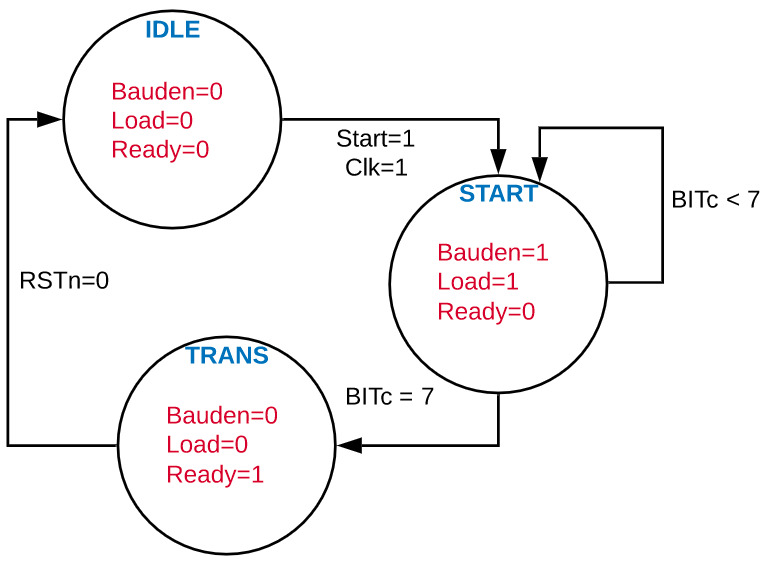 IDLE
Bauden=0
Load=0
Ready=0
Start=1
Clk=1
START
Bauden=1
Load=1
Ready=0
BITc < 7
RSTn=0
TRANS
Bauden=0
Load=0
Ready=1
BITc = 7